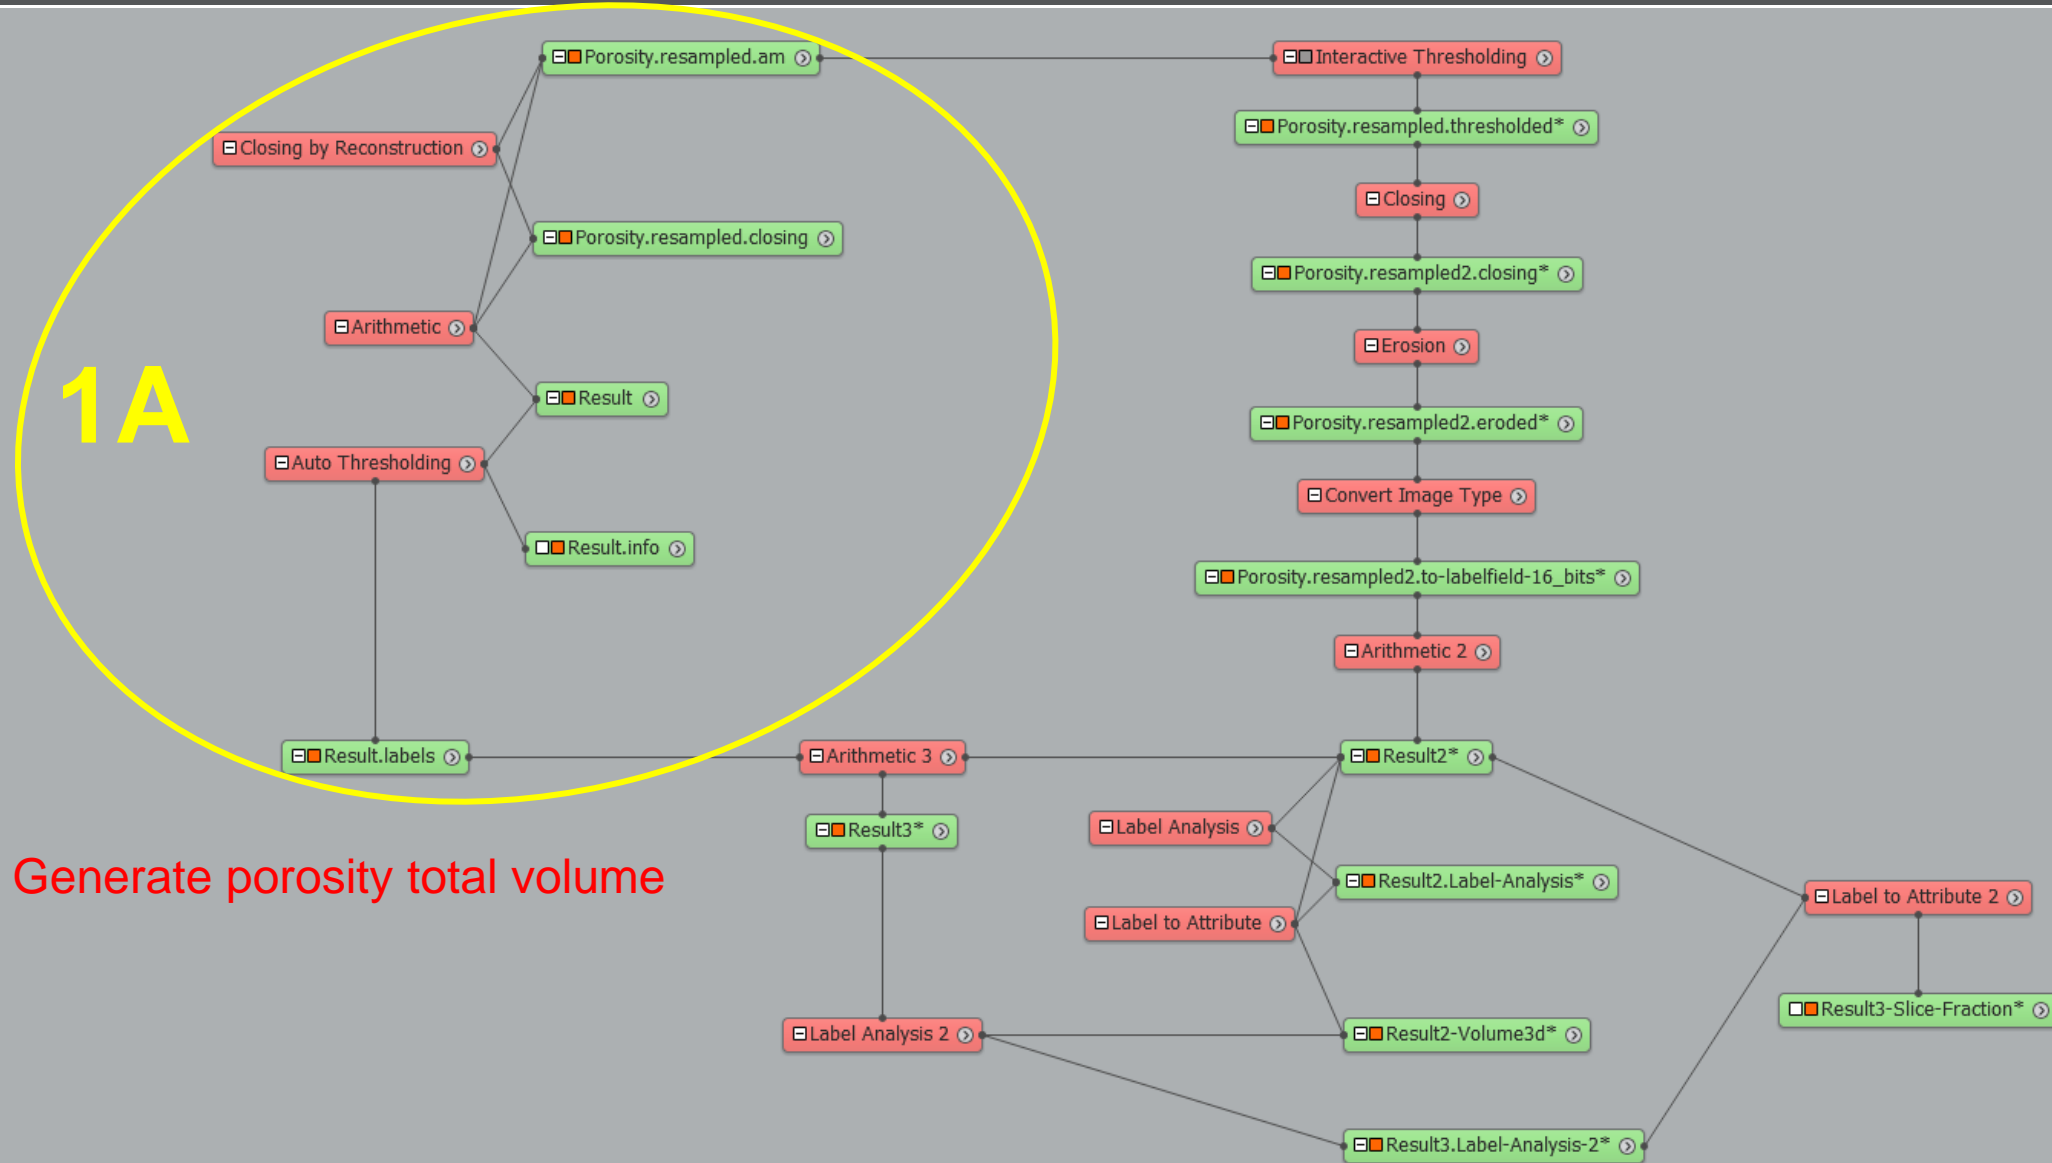 Porosity.resampled.am
Interactive Thresholding
Porosity.resampled.thresholded*
Closing by Reconstruction
Closing
Porosity.resampled.closing
Porosity.resampled2.closing*
Arithmetic
Erosion
1A
Result
Porosity.resampled2.eroded*
Auto Thresholding
Convert Image Type
Result.info
Porosity.resampled2.to-labelfield-16_bits*
Arithmetic 2
Result.labels
Arithmetic 3
Result2*
Result3*
Label Analysis
Generate porosity total volume
Result2.Label-Analysis*
Label to Attribute 2
Label to Attribute
Result3-Slice-Fraction*
Label Analysis 2
Result2-Volume3d*
Result3.Label-Analysis-2*